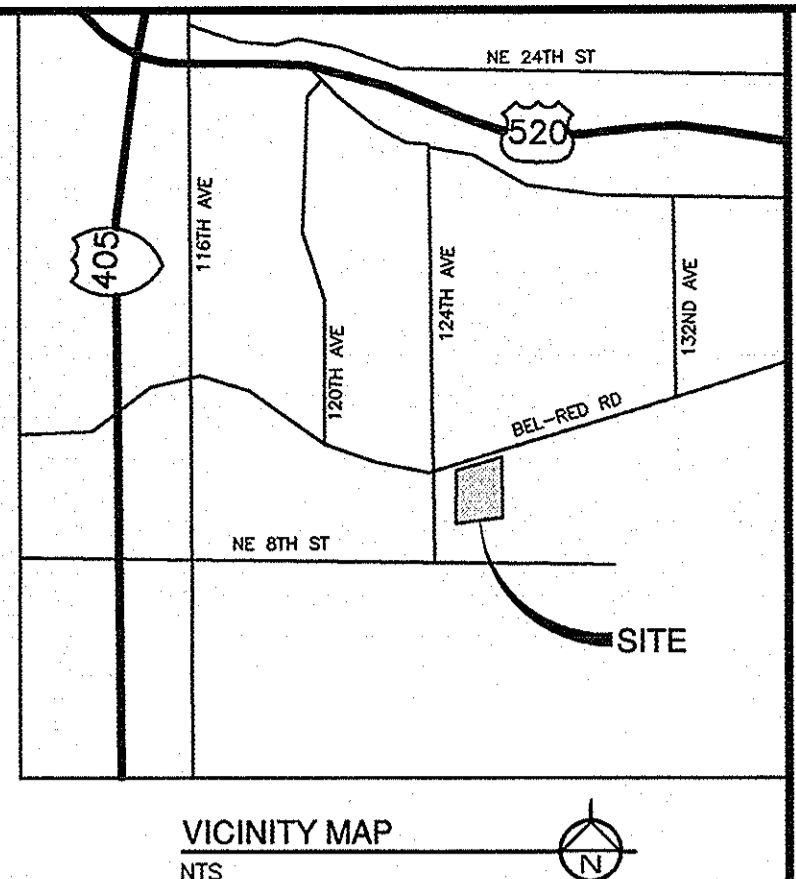 NE 24TH ST
520
116TH AVE
405
124TH AVE
132ND AVE
120TH AVE
BEL-RED RD
NE 8TH ST
SITE
VICINITY MAP
NTS
N